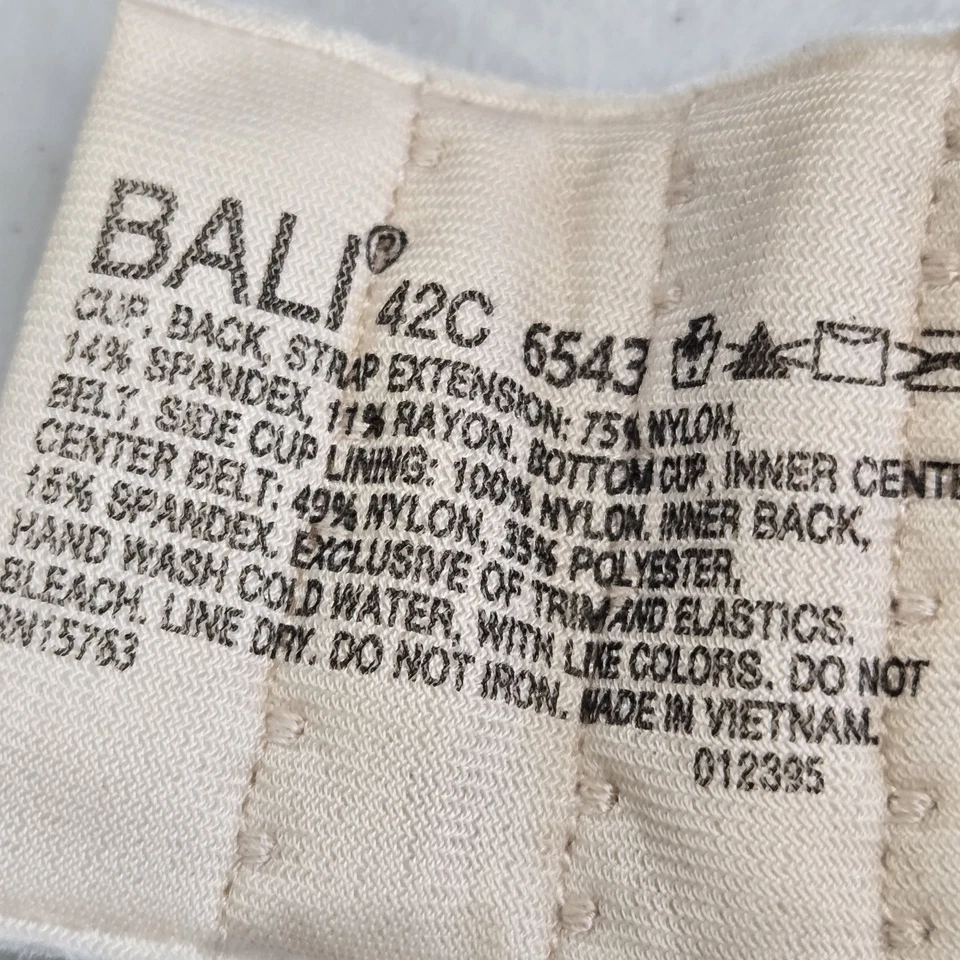 BALI® 42C 6543
CUP, BACK, STRAP EXTENSION: 75% NYLON,
14% SPANDEX, 11% RAYON. BOTTOM CUP, INNER CENTE
BELT, SIDE CUP LINING: 100% NYLON. INNER BACK,
CENTER BELT: 49% NYLON, 35% POLYESTER,
15% SPANDEX. EXCLUSIVE OF TRIM AND ELASTICS.
HAND WASH COLD WATER, WITH LIKE COLORS. DO NOT
BLEACH. LINE DRY. DO NOT IRON. MADE IN VIETNAM.
RN15763
012395